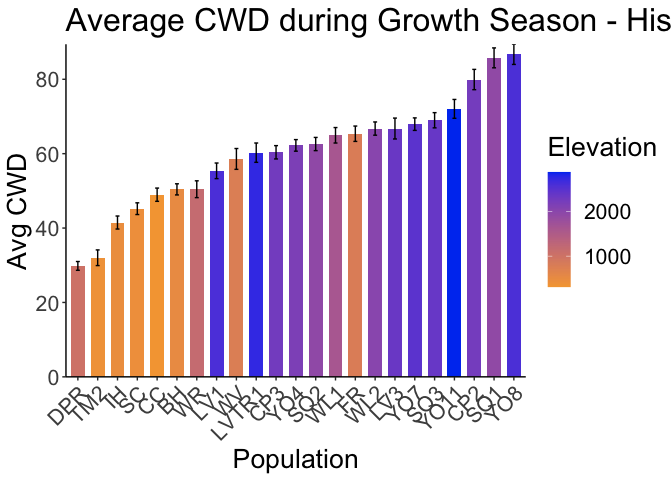 Average CWD during Growth Season - His
Avg CWD
80
60
40
20
0
DPR
TM2
IH
SC
CC
BH
WR
LV1
WV
LVTR1
CP3
YO4
SQ2
WL1
FR
WL2
LV3
YO7
SQ3
YO11
CP2
SQ1
YO8
Population
Elevation
2000
1000